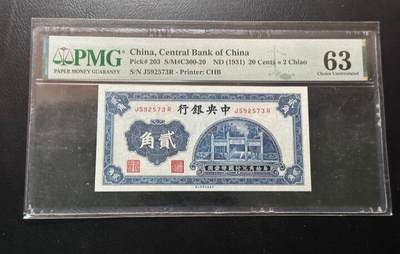 PMG
PAPER MONEY GUARANTY
China, Central Bank of China
Pick# 203 S/M#C300-20 ND (1931) 20 Cents = 2 Chiao
S/N J592573R - Printer: CHB
63
Choice Uncirculated
J592573R J592573R
行銀央中
角貳